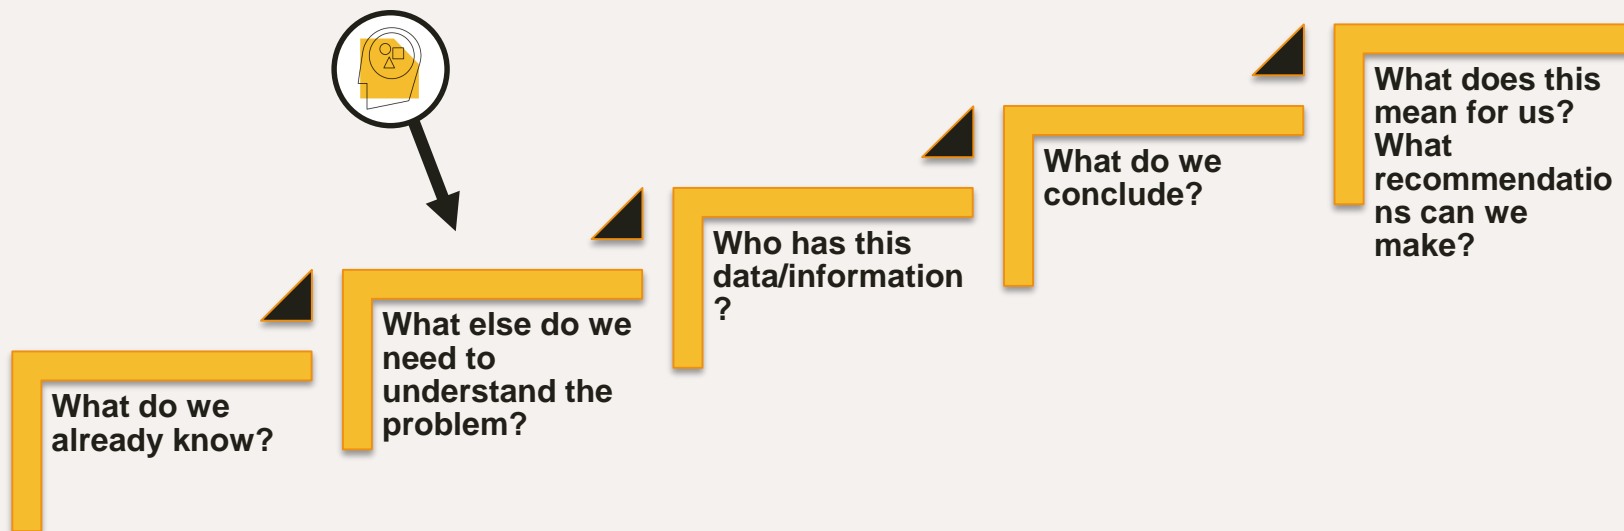 What do we
already know?
What else do we
need to
understand the
problem?
Who has this
data/information
?
What do we
conclude?
What does this
mean for us?
What
recommendatio
ns can we
make?